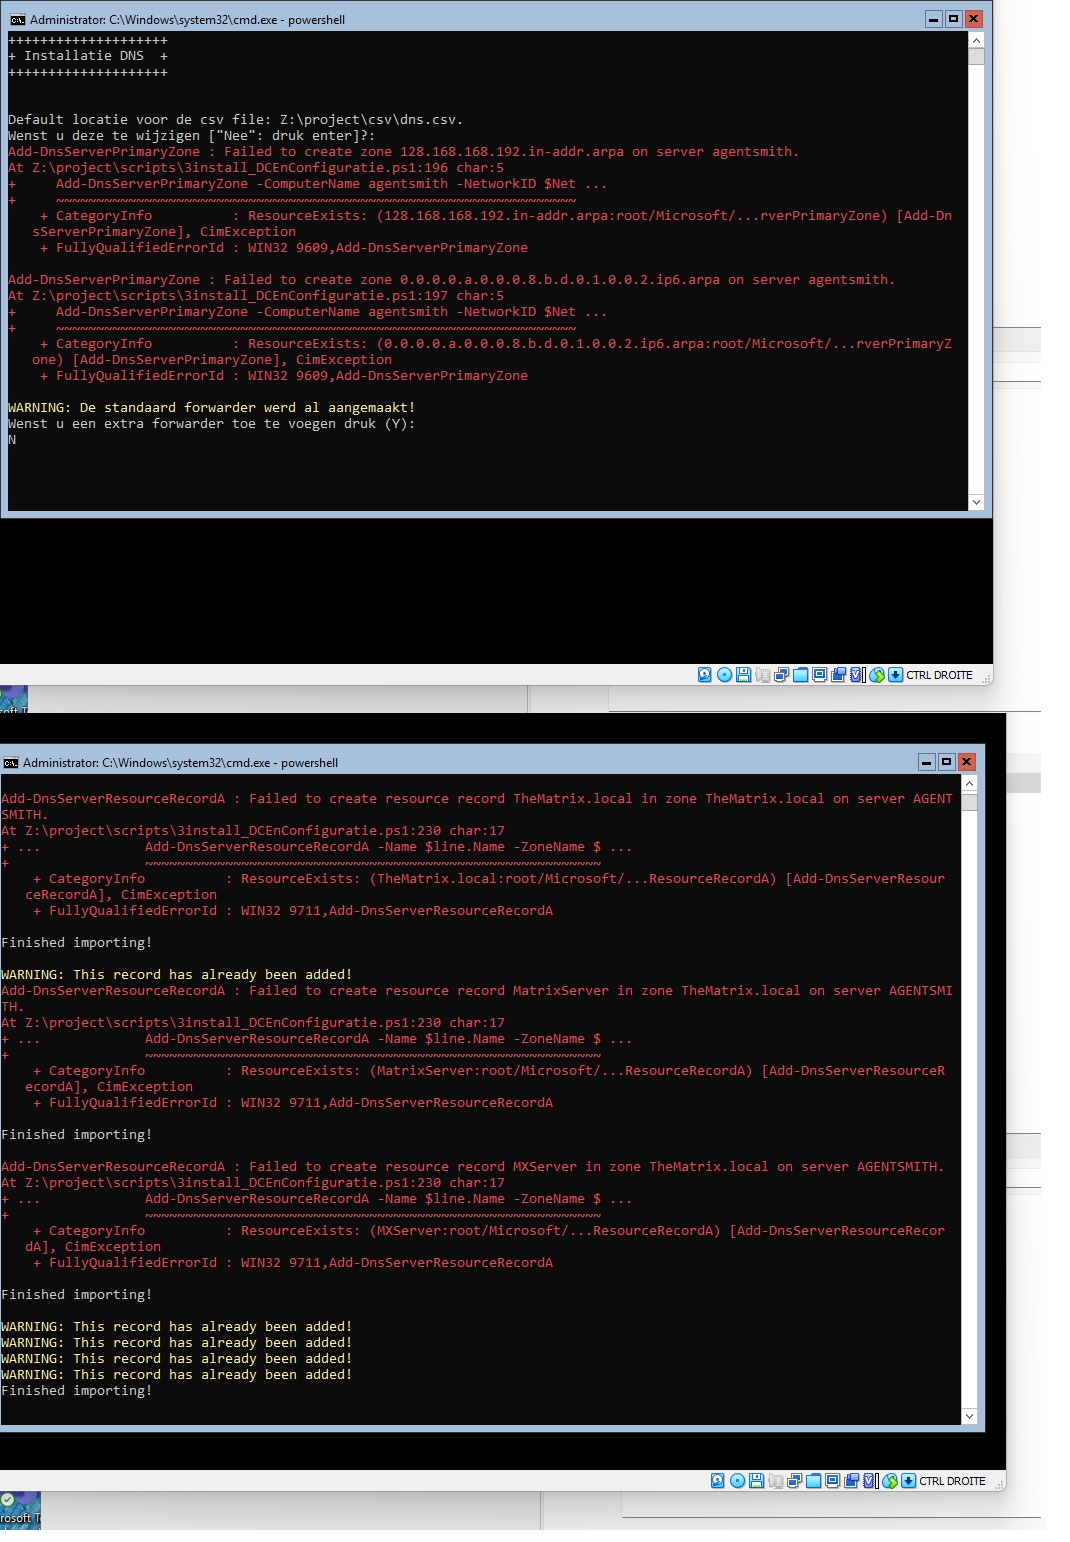 Administrator: C:\Windows\system32\cmd.exe - powershell
++++++++++++++++++++
+ Installatie DNS  +
++++++++++++++++++++
Default locatie voor de csv file: Z:\project\csv\dns.csv.
Wenst u deze te wijzigen ["Nee": druk enter]?:
Add-DnsServerPrimaryZone : Failed to create zone 128.168.168.192.in-addr.arpa on server agentsmith.
At Z:\project\scripts\3install_DCEnConfiguratie.ps1:196 char:5
+     Add-DnsServerPrimaryZone -ComputerName agentsmith -NetworkID $Net ...
+     ~~~~~~~~~~~~~~~~~~~~~~~~~~~~~~~~~~~~~~~~~~~~~~~~~~~~~~~~~~~~~~~~~
+ CategoryInfo          : ResourceExists: (128.168.168.192.in-addr.arpa:root/Microsoft/...rverPrimaryZone) [Add-Dn
sServerPrimaryZone], CimException
+ FullyQualifiedErrorId : WIN32 9609,Add-DnsServerPrimaryZone
Add-DnsServerPrimaryZone : Failed to create zone 0.0.0.0.a.0.0.0.8.b.d.0.1.0.0.2.ip6.arpa on server agentsmith.
At Z:\project\scripts\3install_DCEnConfiguratie.ps1:197 char:5
+     Add-DnsServerPrimaryZone -ComputerName agentsmith -NetworkID $Net ...
+     ~~~~~~~~~~~~~~~~~~~~~~~~~~~~~~~~~~~~~~~~~~~~~~~~~~~~~~~~~~~~~~~~~
+ CategoryInfo          : ResourceExists: (0.0.0.0.a.0.0.0.8.b.d.0.1.0.0.2.ip6.arpa:root/Microsoft/...rverPrimaryZ
one) [Add-DnsServerPrimaryZone], CimException
+ FullyQualifiedErrorId : WIN32 9609,Add-DnsServerPrimaryZone
WARNING: De standaard forwarder werd al aangemaakt!
Wenst u een extra forwarder toe te voegen druk (Y):
N
CTRL DROITE
Administrator: C:\Windows\system32\cmd.exe - powershell
Add-DnsServerResourceRecordA : Failed to create resource record TheMatrix.local in zone TheMatrix.local on server AGENT
SMITH.
At Z:\project\scripts\3install_DCEnConfiguratie.ps1:230 char:17
+ ...             Add-DnsServerResourceRecordA -Name $line.Name -ZoneName $ ...
+                 ~~~~~~~~~~~~~~~~~~~~~~~~~~~~~~~~~~~~~~~~~~~~~~~~~~~~~~~~~
+ CategoryInfo          : ResourceExists: (TheMatrix.local:root/Microsoft/...ResourceRecordA) [Add-DnsServerResour
ceRecordA], CimException
+ FullyQualifiedErrorId : WIN32 9711,Add-DnsServerResourceRecordA
Finished importing!
WARNING: This record has already been added!
Add-DnsServerResourceRecordA : Failed to create resource record MatrixServer in zone TheMatrix.local on server AGENTSMI
TH.
At Z:\project\scripts\3install_DCEnConfiguratie.ps1:230 char:17
+ ...             Add-DnsServerResourceRecordA -Name $line.Name -ZoneName $ ...
+                 ~~~~~~~~~~~~~~~~~~~~~~~~~~~~~~~~~~~~~~~~~~~~~~~~~~~~~~~~~
+ CategoryInfo          : ResourceExists: (MatrixServer:root/Microsoft/...ResourceRecordA) [Add-DnsServerResourceR
ecordA], CimException
+ FullyQualifiedErrorId : WIN32 9711,Add-DnsServerResourceRecordA
Finished importing!
Add-DnsServerResourceRecordA : Failed to create resource record MXServer in zone TheMatrix.local on server AGENTSMITH.
At Z:\project\scripts\3install_DCEnConfiguratie.ps1:230 char:17
+ ...             Add-DnsServerResourceRecordA -Name $line.Name -ZoneName $ ...
+                 ~~~~~~~~~~~~~~~~~~~~~~~~~~~~~~~~~~~~~~~~~~~~~~~~~~~~~~~~~
+ CategoryInfo          : ResourceExists: (MXServer:root/Microsoft/...ResourceRecordA) [Add-DnsServerResourceRecor
dA], CimException
+ FullyQualifiedErrorId : WIN32 9711,Add-DnsServerResourceRecordA
Finished importing!
WARNING: This record has already been added!
WARNING: This record has already been added!
WARNING: This record has already been added!
WARNING: This record has already been added!
Finished importing!
CTRL DROITE